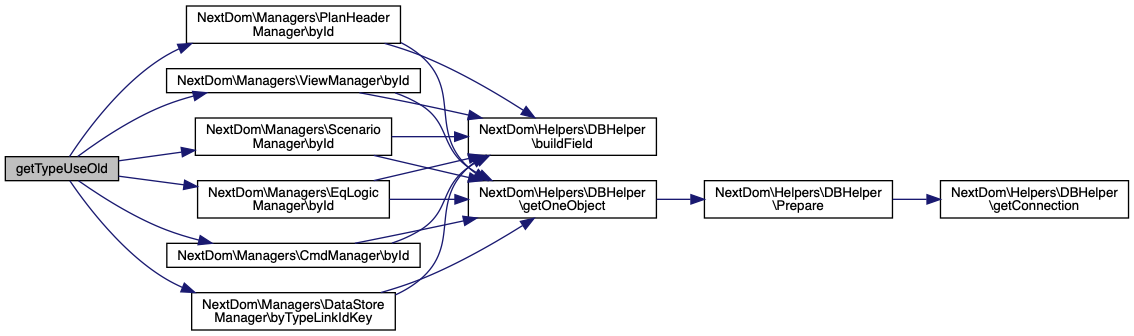 getTypeUseOld
NextDom\Managers\PlanHeader
Manager\byId
NextDom\Managers\ViewManager\byId
NextDom\Managers\Scenario
Manager\byId
NextDom\Managers\EqLogic
Manager\byId
NextDom\Managers\CmdManager\byId
NextDom\Managers\DataStore
Manager\byTypeLinkIdKey
NextDom\Helpers\DBHelper
\buildField
NextDom\Helpers\DBHelper
\getOneObject
NextDom\Helpers\DBHelper
\Prepare
NextDom\Helpers\DBHelper
\getConnection